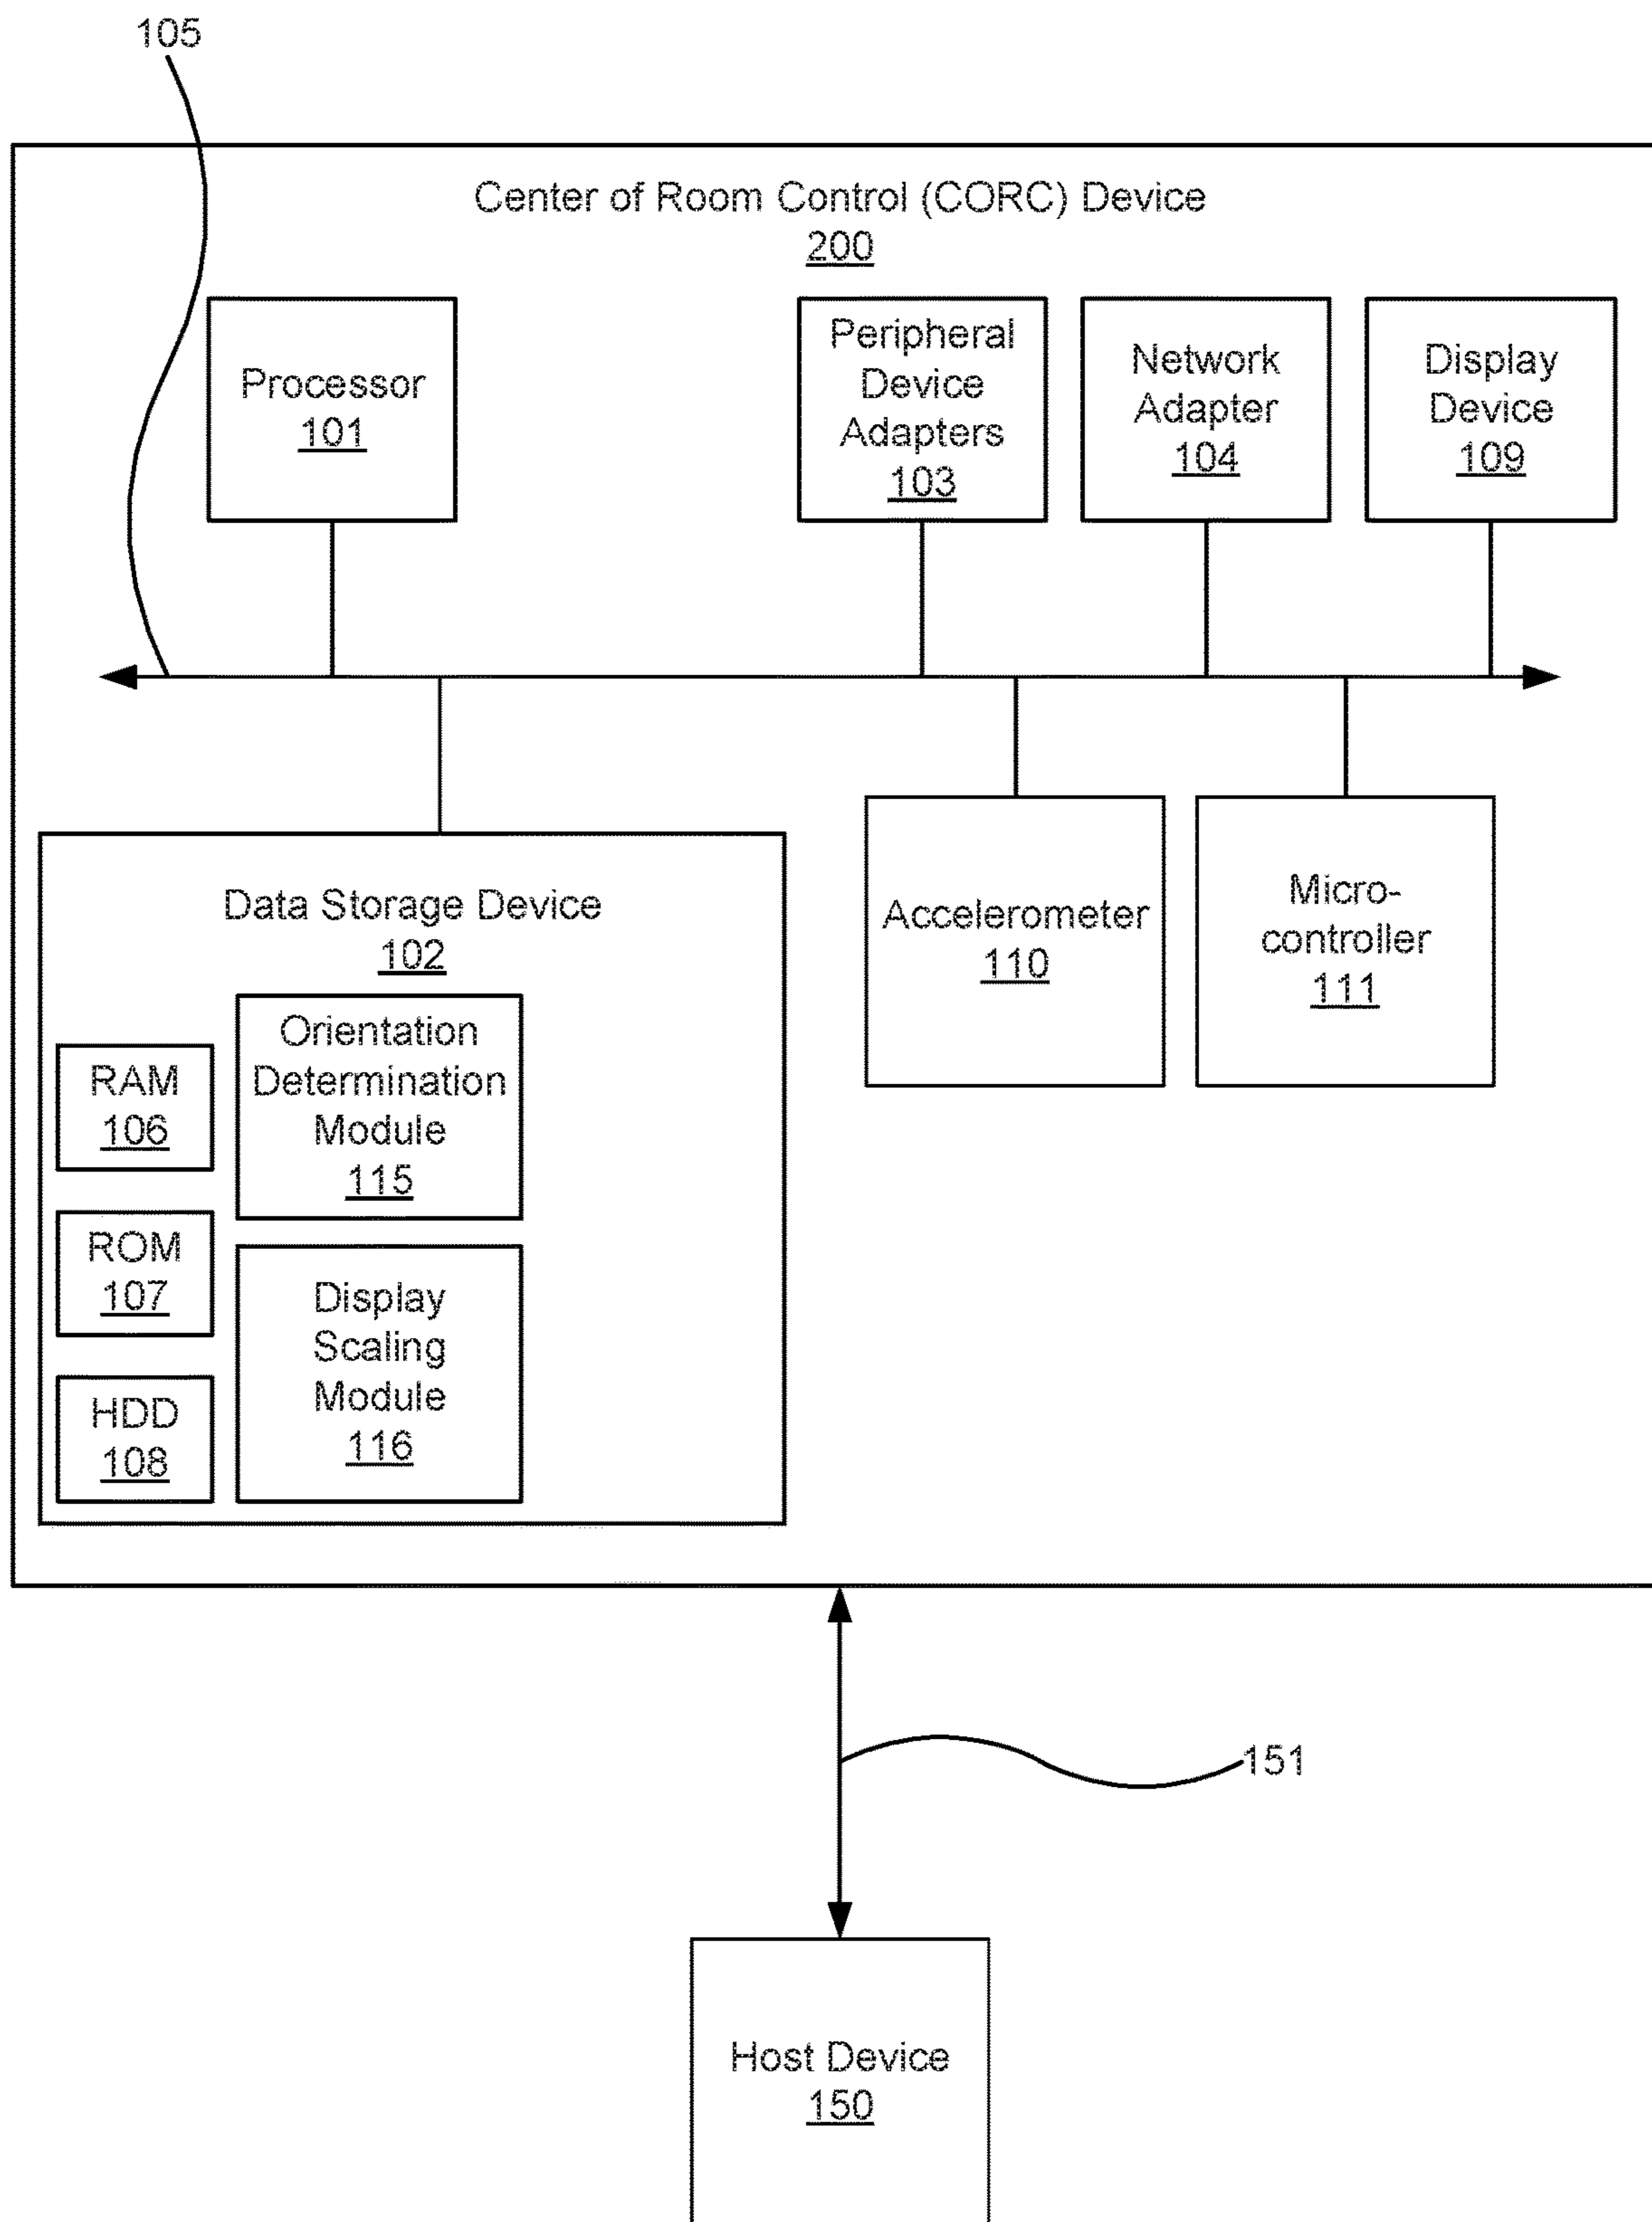 105
Center of Room Control (CORC) Device
200
Processor
101
Peripheral
Device
Adapters
103
Network
Adapter
104
Display
Device
109
Data Storage Device
102
RAM
106
ROM
107
HDD
108
Orientation
Determination
Module
115
Display
Scaling
Module
116
Accelerometer
110
Micro-
controller
111
151
Host Device
150